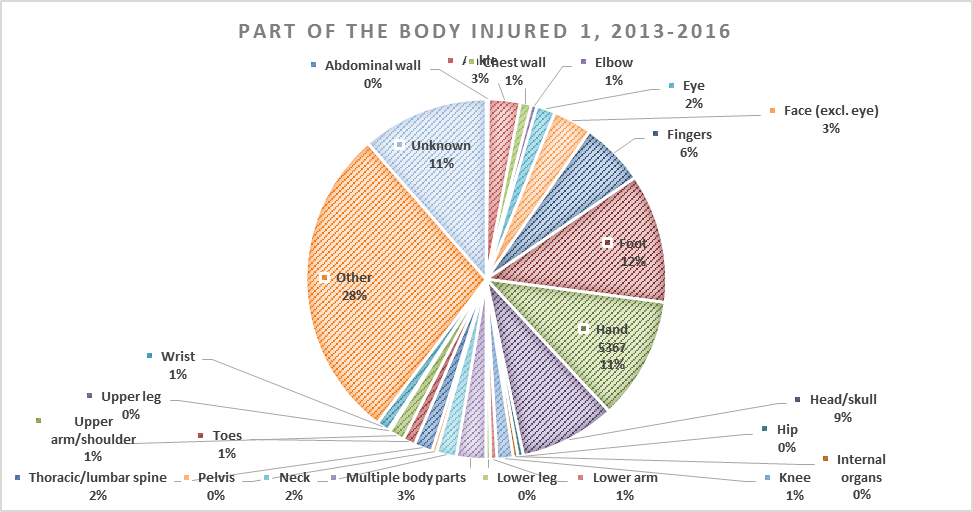 PART OF THE BODY INJURED 1, 2013-2016
Abdominal wall
0%
Ankle
3%
Chest wall
1%
Elbow
1%
Eye
2%
Face (excl. eye)
3%
Fingers
6%
Foot
12%
Hand
5367
11%
Head/skull
9%
Hip
0%
Internal
organs
0%
Knee
1%
Lower arm
1%
Lower leg
0%
Multiple body parts
3%
Neck
2%
Pelvis
0%
Thoracic/lumbar spine
2%
Toes
1%
Upper
arm/shoulder
1%
Upper leg
0%
Wrist
1%
Other
28%
Unknown
11%